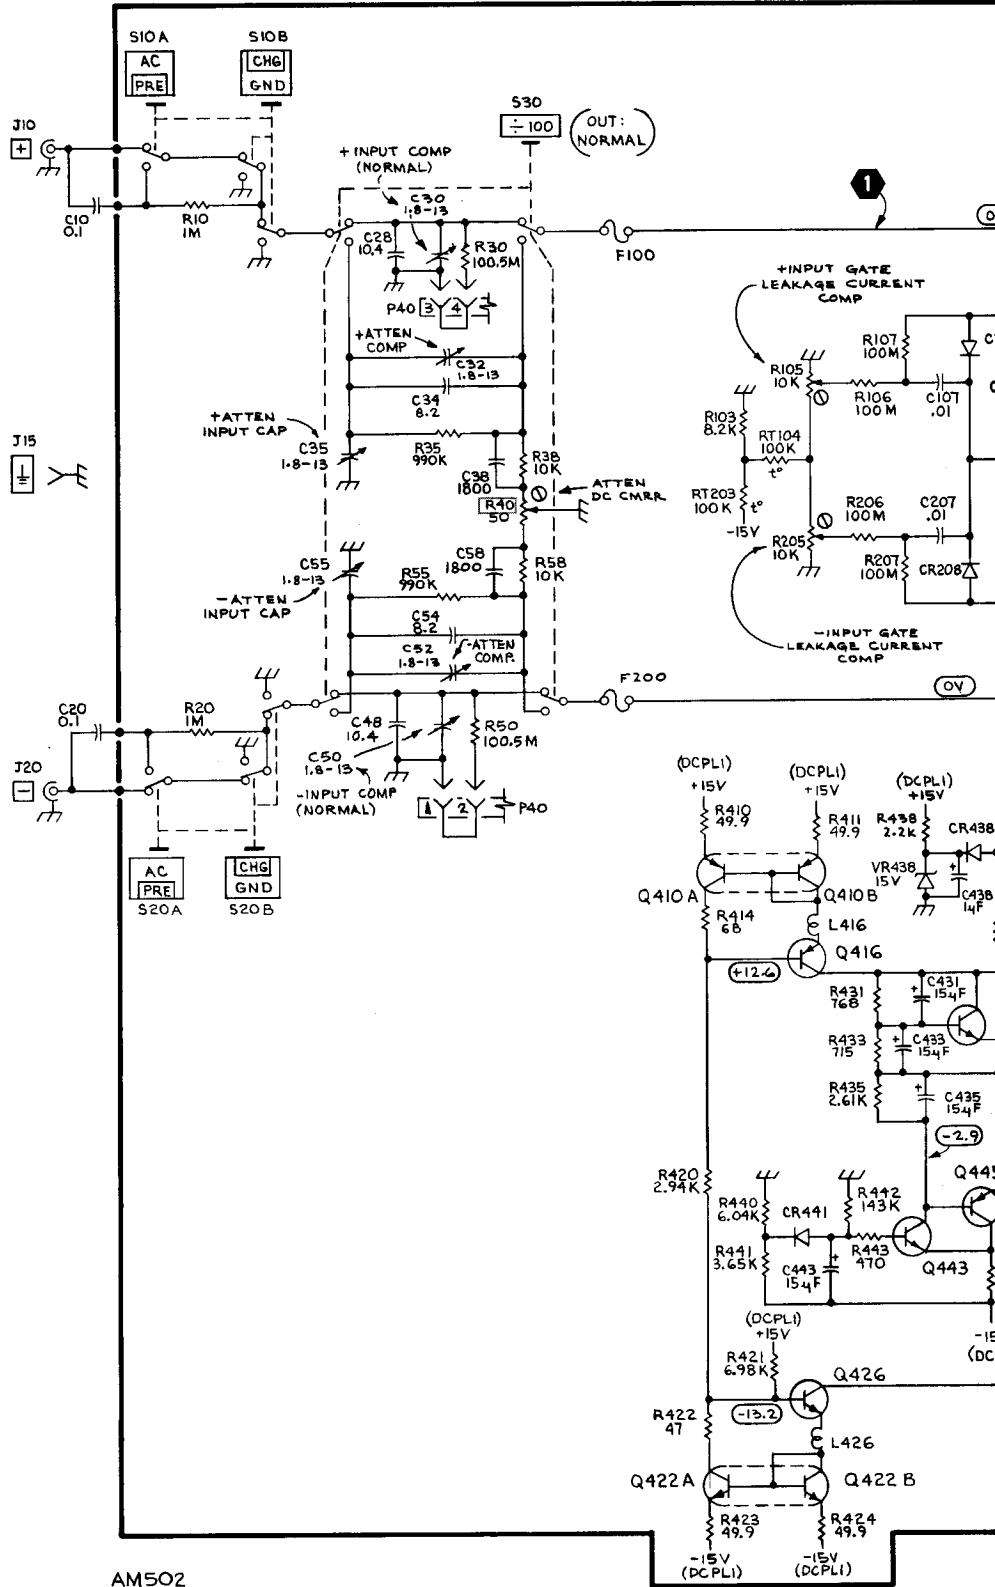 S10A
S10B
AC
PRE
CHG
GND
S30
÷100
(OUT:
NORMAL)
J10
+
C10
0.1
R10
1M
+INPUT COMP
(NORMAL)
C30
1.8-13
C28
10.4
R30
100.5M
F100
1
P40
3
4
+INPUT GATE
LEAKAGE CURRENT
COMP
+ATTEN
COMP
C32
1.8-13
C34
8.2
R107
100M
R105
10K
R106
100M
C107
.01
+ATTEN
INPUT CAP
C35
1.8-13
R35
990K
C38
1800
R38
10K
R103
8.2K
RT104
100K
t°
J15
R40
50
ATTEN
DC CMRR
RT203
100K
t°
-15V
R206
100M
C207
.01
R205
10K
R207
100M
CR208
C55
1.8-13
R55
990K
C58
1800
R58
10K
-ATTEN
INPUT CAP
C54
8.2
C52
1.8-13
-ATTEN
COMP.
-INPUT GATE
LEAKAGE CURRENT
COMP
F200
0V
C20
0.1
R20
1M
C48
10.4
R50
100.5M
C50
1.8-13
-INPUT COMP
(NORMAL)
1
2
P40
J20
-
AC
PRE
S20A
CHG
GND
S20B
(DCPL1)
+15V
(DCPL1)
+15V
(DCPL1)
+15V
R410
49.9
R411
49.9
R438
2.2K
CR438
VR438
15V
+
C438
1µF
Q410A
Q410B
R414
68
L416
Q416
+12.6
R431
768
+
C431
15µF
R433
715
+
C433
15µF
R435
2.61K
+
C435
15µF
-2.9
R420
2.94K
R440
6.04K
CR441
R442
143K
Q445
R441
3.65K
C443
15µF
+
R443
470
Q443
(DCPL1)
+15V
R421
6.98K
Q426
-13.2
R422
47
L426
Q422A
Q422B
R423
49.9
R424
49.9
-15V
(DCPL1)
-15V
(DCPL1)
AM502